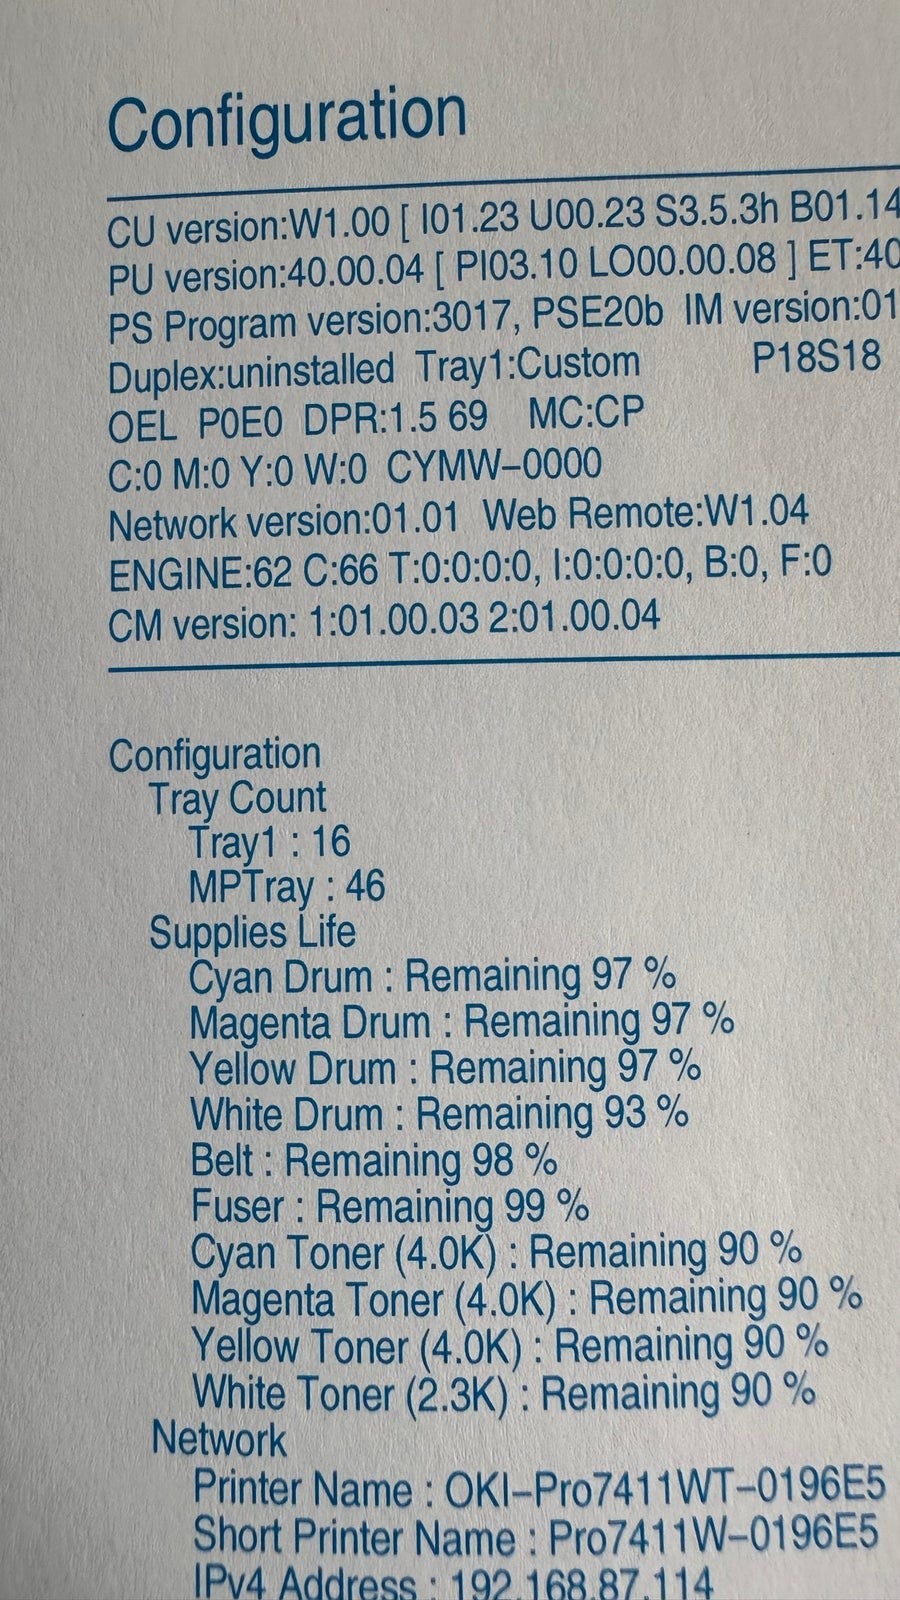 Configuration
CU version:W1.00 [ I01.23 U00.23 S3.5.3h B01.14
PU version:40.00.04 [ PI03.10 LO00.00.08 ] ET:40
PS Program version:3017, PSE20b IM version:01
Duplex:uninstalled Tray1:Custom P18S18
OEL P0E0 DPR:1.5 69 MC:CP
C:0 M:0 Y:0 W:0 CYMW-0000
Network version:01.01 Web Remote:W1.04
ENGINE:62 C:66 T:0:0:0:0, I:0:0:0:0, B:0, F:0
CM version: 1:01.00.03 2:01.00.04
Configuration
Tray Count
Tray1 : 16
MPTray : 46
Supplies Life
Cyan Drum : Remaining 97 %
Magenta Drum : Remaining 97 %
Yellow Drum : Remaining 97 %
White Drum : Remaining 93 %
Belt : Remaining 98 %
Fuser : Remaining 99 %
Cyan Toner (4.0K) : Remaining 90 %
Magenta Toner (4.0K) : Remaining 90 %
Yellow Toner (4.0K) : Remaining 90 %
White Toner (2.3K) : Remaining 90 %
Network
Printer Name : OKI-Pro7411WT-0196E5
Short Printer Name : Pro7411W-0196E5
IPv4 Address : 192.168.87.114